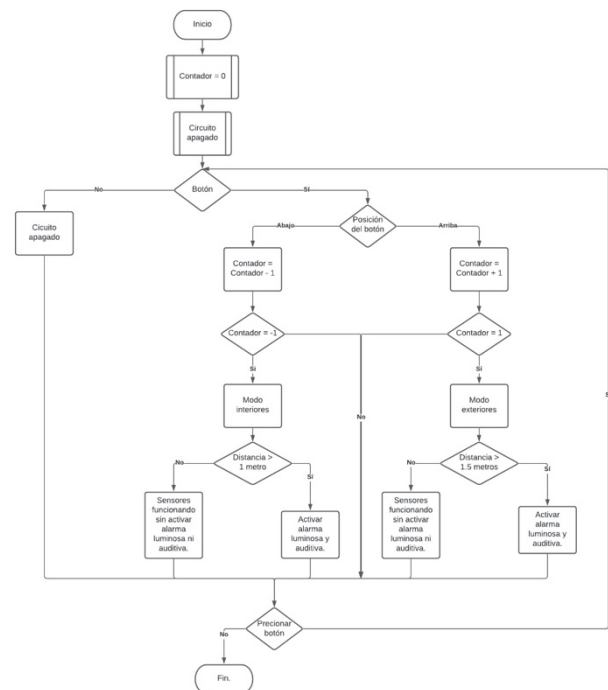 Inicio
Contador = 0
Circuito
apagado
Botón
No
Sí
Cicuito
apagado
Posición
del botón
Abajo
Arriba
Contador =
Contador - 1
Contador =
Contador + 1
Contador = -1
Contador = 1
Sí
Sí
No
Modo
interiores
Modo
exteriores
Distancia >
1 metro
Distancia >
1.5 metros
No
Sí
No
Sí
Sensores
funcionando
sin activar
alarma
luminosa ni
auditiva.
Activar
alarma
luminosa y
auditiva.
Sensores
funcionando
sin activar
alarma
luminosa ni
auditiva.
Activar
alarma
luminosa y
auditiva.
Precionar
botón
No
Fin.